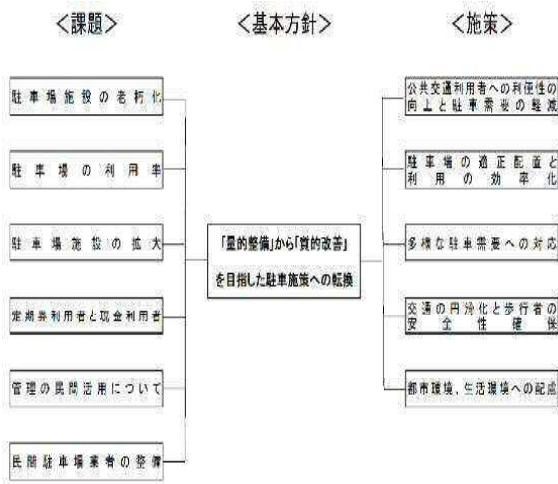 ＜課題＞
＜基本方針＞
＜施策＞
駐車場施設の老朽化
駐車場の利用率
駐車場施設の拡大
定期券利用者と現金利用者
管理の民間活用について
民間駐車場業者の整備
「量的整備」から「質的改善」
を目指した駐車施策への転換
公共交通利用者への利便性の
向上と駐車需要の軽減
駐車場の適正配置と
利用の効率化
多様な駐車需要への対応
交通の円滑化と歩行者の
安全性確保
都市環境、生活環境への配慮